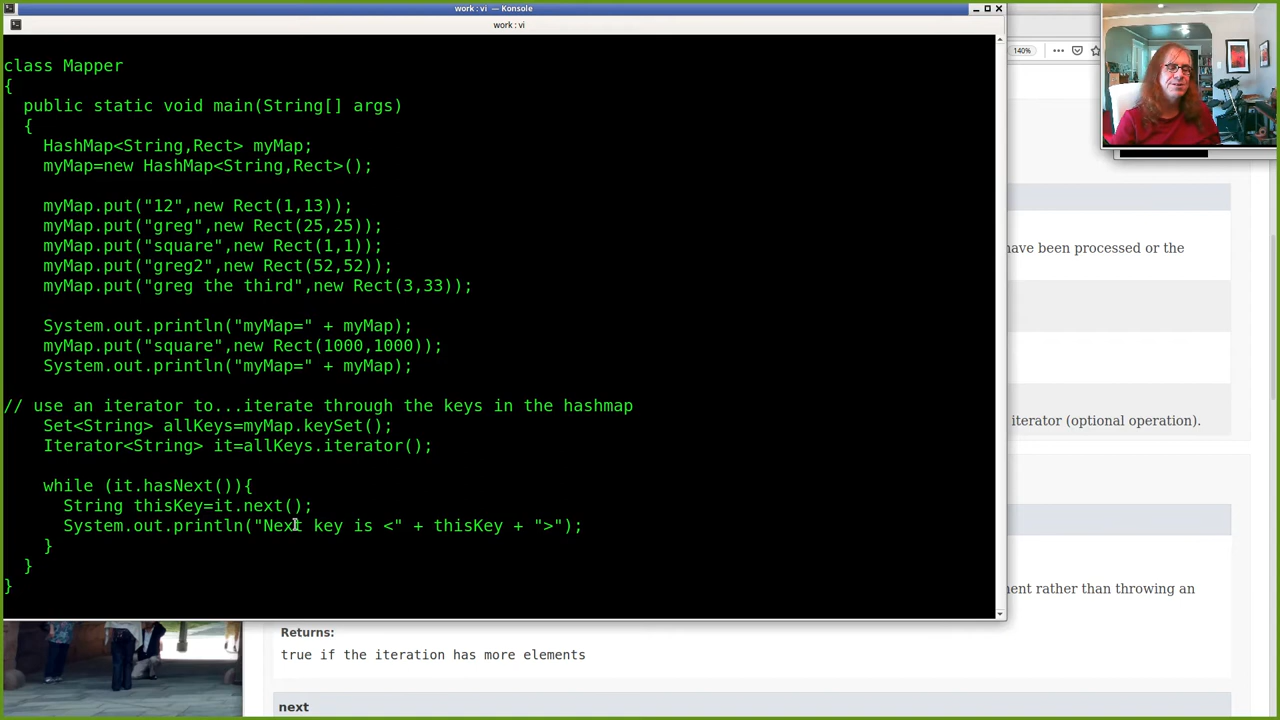 work : vi — Konsole
work : vi
class Mapper
{
public static void main(String[] args)
{
HashMap<String,Rect> myMap;
myMap=new HashMap<String,Rect>();
myMap.put("12",new Rect(1,13));
myMap.put("greg",new Rect(25,25));
myMap.put("square",new Rect(1,1));
myMap.put("greg2",new Rect(52,52));
myMap.put("greg the third",new Rect(3,33));
System.out.println("myMap=" + myMap);
myMap.put("square",new Rect(1000,1000));
System.out.println("myMap=" + myMap);
// use an iterator to...iterate through the keys in the hashmap
Set<String> allKeys=myMap.keySet();
Iterator<String> it=allKeys.iterator();
while (it.hasNext()){
String thisKey=it.next();
System.out.println("Next key is <" + thisKey + ">");
}
}
}
140%
have been processed or the
iterator (optional operation).
ment rather than throwing an
Returns:
true if the iteration has more elements
next